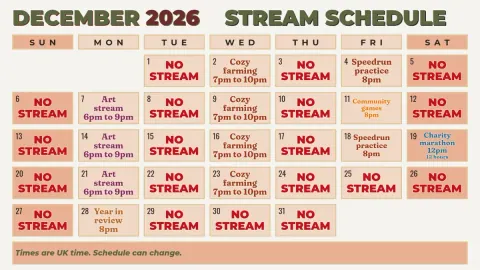 DECEMBER 2026 STREAM SCHEDULE
SUN MON TUE WED THU FRI SAT
1 NO STREAM
2 Cozy farming 7pm to 10pm
3 NO STREAM
4 Speedrun practice 8pm
5 NO STREAM
6 NO STREAM
7 Art stream 6pm to 9pm
8 NO STREAM
9 Cozy farming 7pm to 10pm
10 NO STREAM
11 Community games 8pm
12 NO STREAM
13 NO STREAM
14 Art stream 6pm to 9pm
15 NO STREAM
16 Cozy farming 7pm to 10pm
17 NO STREAM
18 Speedrun practice 8pm
19 Charity marathon 12pm 12 hours
20 NO STREAM
21 Art stream 6pm to 9pm
22 NO STREAM
23 Cozy farming 7pm to 10pm
24 NO STREAM
25 NO STREAM
26 NO STREAM
27 NO STREAM
28 Year in review 8pm
29 NO STREAM
30 NO STREAM
31 NO STREAM
Times are UK time. Schedule can change.